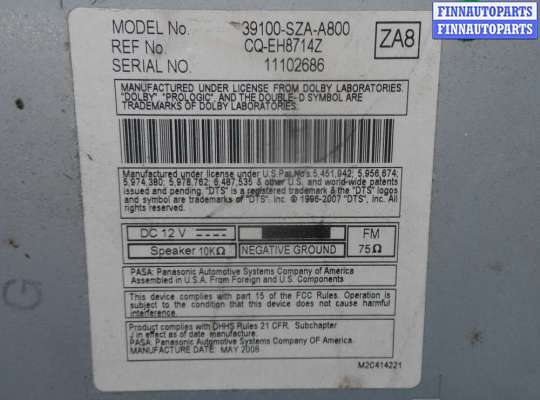 FINNAUTOPARTS.RU
FINNAUTOPARTS.BY
MODEL No. 39100-SZA-A800
REF No. CQ-EH8714Z
ZA8
SERIAL NO. 11102686
MANUFACTURED UNDER LICENSE FROM DOLBY LABORATORIES.
"DOLBY", "PROLOGIC", AND THE DOUBLE-D SYMBOL ARE
TRADEMARKS OF DOLBY LABORATORIES.
Manufactured under license under U.S.Pat.No's.5,451,942; 5,956,674;
5,974,380; 5,978,762; 6,487,535 & other U.S. and world-wide patents
issued and pending. "DTS" is a registered trademark & the "DTS" logos
and symbol are trademarks of "DTS", Inc. © 1996-2007 "DTS", Inc. All
rights reserved.
DC 12 V
FM
Speaker 10KΩ
NEGATIVE GROUND
75Ω
PASA: Panasonic Automotive Systems Company of America
Assembled in U.S.A. From Foreign and U.S. Components
This device complies with part 15 of the FCC Rules. Operation is
subject to the condition that this device does not cause harmful
interference.
Product complies with DHHS Rules 21 CFR, Subchapter
J in effect as of date manufacture.
PASA: Panasonic Automotive Systems Company OF America.
MANUFACTURE DATE: MAY 2008
M2C414221
G